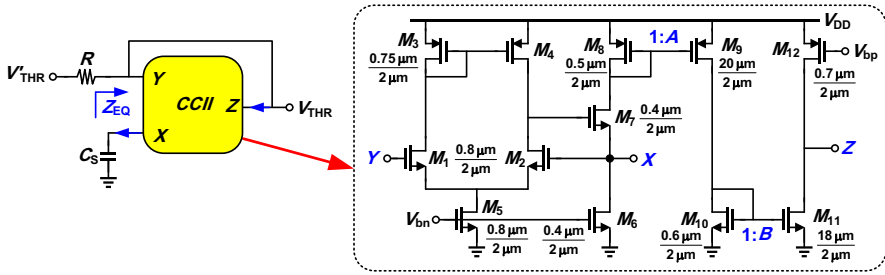 V'THR
R
Y
CCII
ZEQ
X
Z
VTHR
CS
VDD
M3
0.75 µm
2 µm
M4
M8
0.5 µm
2 µm
1:A
M9
20 µm
2 µm
M12
Vbp
0.7 µm
2 µm
M7
0.4 µm
2 µm
Y
M1
0.8 µm
2 µm
M2
X
Z
Vbn
M5
0.8 µm
2 µm
M6
0.4 µm
2 µm
M10
0.6 µm
2 µm
1:B
M11
18 µm
2 µm